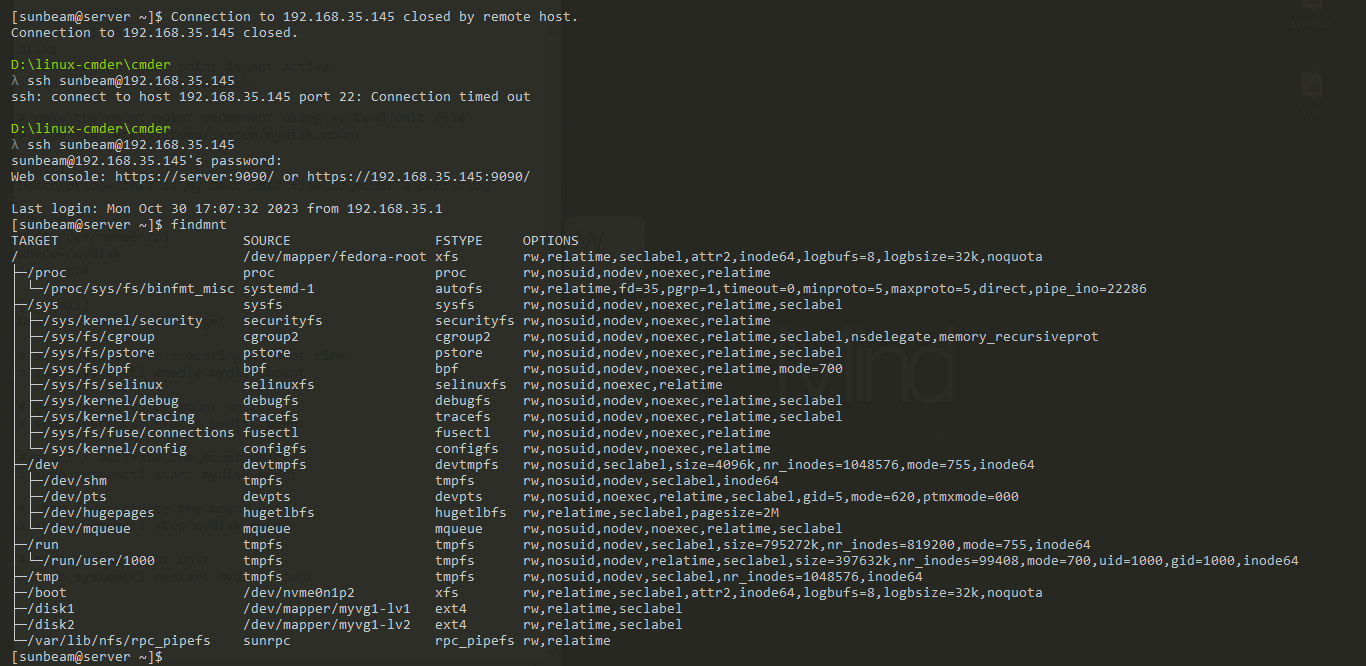 [sunbeam@server ~]$ Connection to 192.168.35.145 closed by remote host.
Connection to 192.168.35.145 closed.

D:\linux-cmder\cmder
λ ssh sunbeam@192.168.35.145
ssh: connect to host 192.168.35.145 port 22: Connection timed out

D:\linux-cmder\cmder
λ ssh sunbeam@192.168.35.145
sunbeam@192.168.35.145's password:
Web console: https://server:9090/ or https://192.168.35.145:9090/

Last login: Mon Oct 30 17:07:32 2023 from 192.168.35.1
[sunbeam@server ~]$ findmnt
TARGET                       SOURCE                  FSTYPE     OPTIONS
/                            /dev/mapper/fedora-root xfs        rw,relatime,seclabel,attr2,inode64,logbufs=8,logbsize=32k,noquota
├─/proc                      proc                    proc       rw,nosuid,nodev,noexec,relatime
│ └─/proc/sys/fs/binfmt_misc systemd-1               autofs     rw,relatime,fd=35,pgrp=1,timeout=0,minproto=5,maxproto=5,direct,pipe_ino=22286
├─/sys                       sysfs                   sysfs      rw,nosuid,nodev,noexec,relatime,seclabel
│ ├─/sys/kernel/security     securityfs              securityfs rw,nosuid,nodev,noexec,relatime
│ ├─/sys/fs/cgroup           cgroup2                 cgroup2    rw,nosuid,nodev,noexec,relatime,seclabel,nsdelegate,memory_recursiveprot
│ ├─/sys/fs/pstore           pstore                  pstore     rw,nosuid,nodev,noexec,relatime,seclabel
│ ├─/sys/fs/bpf              bpf                     bpf        rw,nosuid,nodev,noexec,relatime,mode=700
│ ├─/sys/fs/selinux          selinuxfs               selinuxfs  rw,nosuid,noexec,relatime
│ ├─/sys/kernel/debug        debugfs                 debugfs    rw,nosuid,nodev,noexec,relatime,seclabel
│ ├─/sys/kernel/tracing      tracefs                 tracefs    rw,nosuid,nodev,noexec,relatime,seclabel
│ ├─/sys/fs/fuse/connections fusectl                 fusectl    rw,nosuid,nodev,noexec,relatime
│ └─/sys/kernel/config       configfs                configfs   rw,nosuid,nodev,noexec,relatime
├─/dev                       devtmpfs                devtmpfs   rw,nosuid,seclabel,size=4096k,nr_inodes=1048576,mode=755,inode64
│ ├─/dev/shm                 tmpfs                   tmpfs      rw,nosuid,nodev,seclabel,inode64
│ ├─/dev/pts                 devpts                  devpts     rw,nosuid,noexec,relatime,seclabel,gid=5,mode=620,ptmxmode=000
│ ├─/dev/hugepages           hugetlbfs               hugetlbfs  rw,relatime,seclabel,pagesize=2M
│ └─/dev/mqueue              mqueue                  mqueue     rw,nosuid,nodev,noexec,relatime,seclabel
├─/run                       tmpfs                   tmpfs      rw,nosuid,nodev,seclabel,size=795272k,nr_inodes=819200,mode=755,inode64
│ └─/run/user/1000           tmpfs                   tmpfs      rw,nosuid,nodev,relatime,seclabel,size=397632k,nr_inodes=99408,mode=700,uid=1000,gid=1000,inode64
├─/tmp                       tmpfs                   tmpfs      rw,nosuid,nodev,seclabel,nr_inodes=1048576,inode64
├─/boot                      /dev/nvme0n1p2          xfs        rw,relatime,seclabel,attr2,inode64,logbufs=8,logbsize=32k,noquota
├─/disk1                     /dev/mapper/myvg1-lv1   ext4       rw,relatime,seclabel
├─/disk2                     /dev/mapper/myvg1-lv2   ext4       rw,relatime,seclabel
└─/var/lib/nfs/rpc_pipefs    sunrpc                  rpc_pipefs rw,relatime
[sunbeam@server ~]$